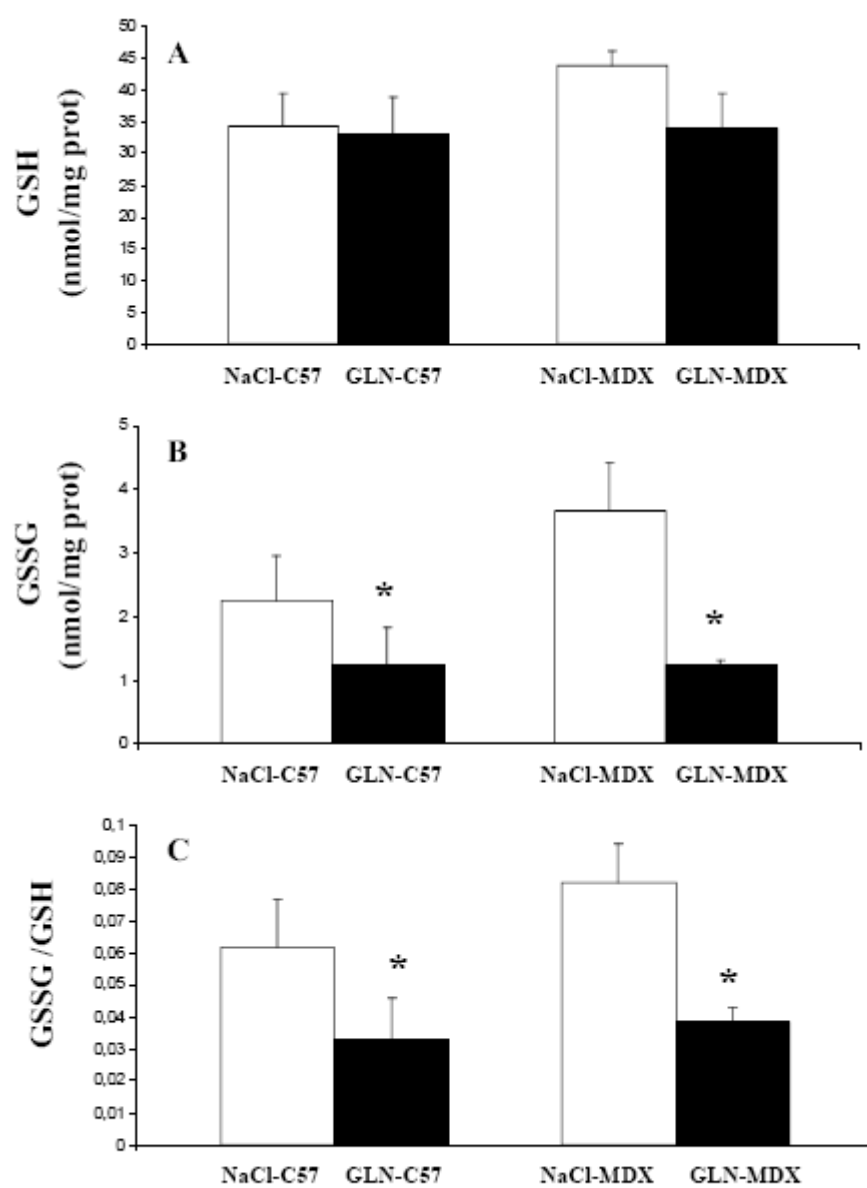 A
GSH
(nmol/mg prot)
50
45
40
35
30
25
20
15
10
5
0
NaCl-C57 GLN-C57 NaCl-MDX GLN-MDX
B
GSSG
(nmol/mg prot)
5
4
3
2
1
0
* *
NaCl-C57 GLN-C57 NaCl-MDX GLN-MDX
C
GSSG /GSH
0,1
0,09
0,08
0,07
0,06
0,05
0,04
0,03
0,02
0,01
0
* *
NaCl-C57 GLN-C57 NaCl-MDX GLN-MDX